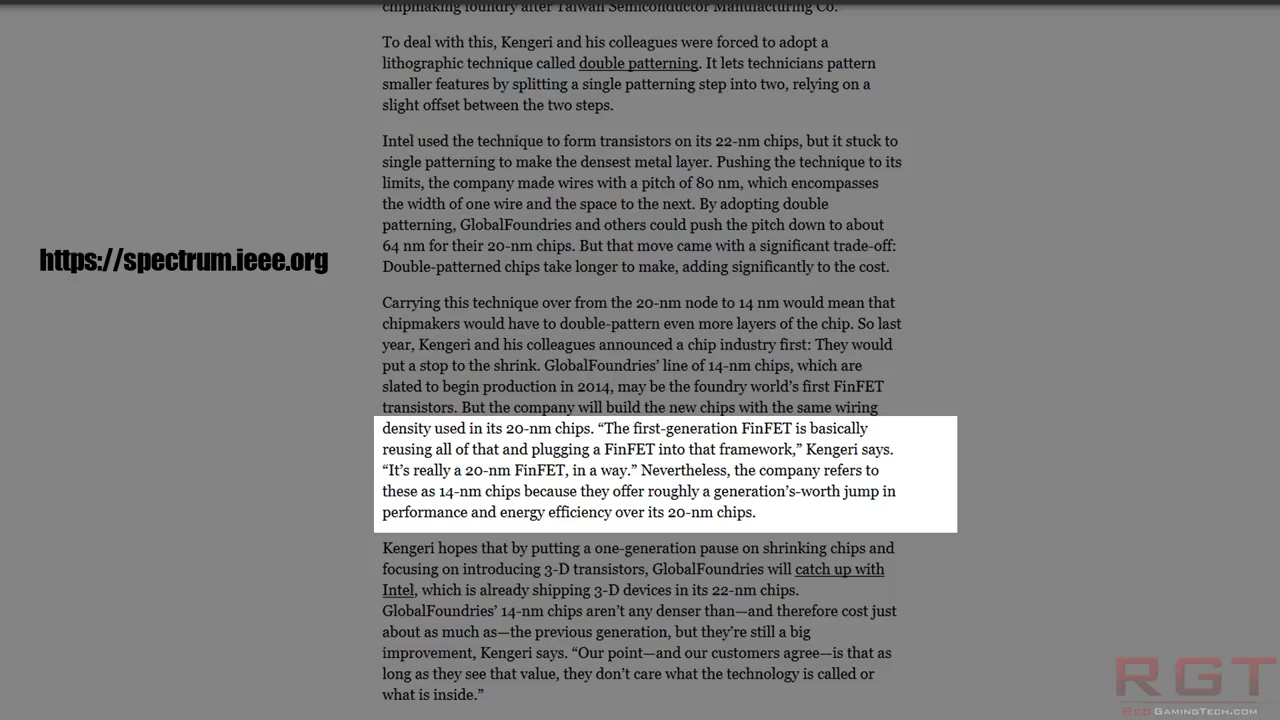 chipmaking foundry after Taiwan Semiconductor Manufacturing Co.
To deal with this, Kengeri and his colleagues were forced to adopt a
lithographic technique called double patterning. It lets technicians pattern
smaller features by splitting a single patterning step into two, relying on a
slight offset between the two steps.
Intel used the technique to form transistors on its 22-nm chips, but it stuck to
single patterning to make the densest metal layer. Pushing the technique to its
limits, the company made wires with a pitch of 80 nm, which encompasses
the width of one wire and the space to the next. By adopting double
patterning, GlobalFoundries and others could push the pitch down to about
64 nm for their 20-nm chips. But that move came with a significant trade-off:
Double-patterned chips take longer to make, adding significantly to the cost.
https://spectrum.ieee.org
Carrying this technique over from the 20-nm node to 14 nm would mean that
chipmakers would have to double-pattern even more layers of the chip. So last
year, Kengeri and his colleagues announced a chip industry first: They would
put a stop to the shrink. GlobalFoundries’ line of 14-nm chips, which are
slated to begin production in 2014, may be the foundry world’s first FinFET
transistors. But the company will build the new chips with the same wiring
density used in its 20-nm chips. “The first-generation FinFET is basically
reusing all of that and plugging a FinFET into that framework,” Kengeri says.
“It’s really a 20-nm FinFET, in a way.” Nevertheless, the company refers to
these as 14-nm chips because they offer roughly a generation’s-worth jump in
performance and energy efficiency over its 20-nm chips.
Kengeri hopes that by putting a one-generation pause on shrinking chips and
focusing on introducing 3-D transistors, GlobalFoundries will catch up with
Intel, which is already shipping 3-D devices in its 22-nm chips.
GlobalFoundries’ 14-nm chips aren’t any denser than—and therefore cost just
about as much as—the previous generation, but they’re still a big
improvement, Kengeri says. “Our point—and our customers agree—is that as
long as they see that value, they don’t care what the technology is called or
what is inside.”
RGT
RedGamingTech.com